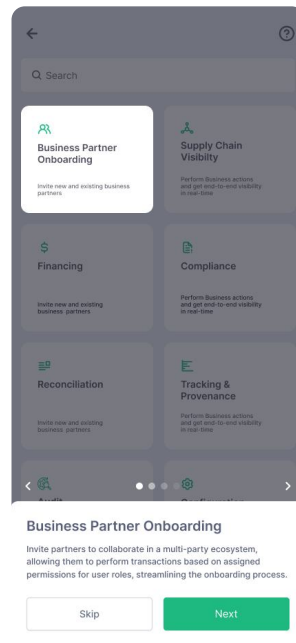 Search
Business Partner
Onboarding
Invite new and existing business
partners
Supply Chain
Visibilty
Perform Business actions
and get end-to-end visibility
in real-time
Financing
Invite new and existing
business partners
Compliance
Perform Business actions
and get end-to-end visibility
in real-time
Reconciliation
Invite new and existing
business partners
Tracking &
Provenance
Perform Business actions
and get end-to-end visibility
in real-time
Audit
Configuration
Business Partner Onboarding
Invite partners to collaborate in a multi-party ecosystem,
allowing them to perform transactions based on assigned
permissions for user roles, streamlining the onboarding process.
Skip
Next